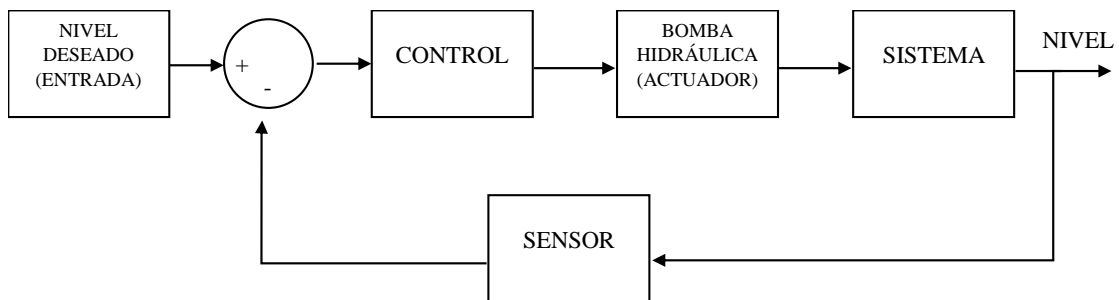 NIVEL
DESEADO
(ENTRADA)
+
-
CONTROL
BOMBA
HIDRÁULICA
(ACTUADOR)
SISTEMA
NIVEL
SENSOR